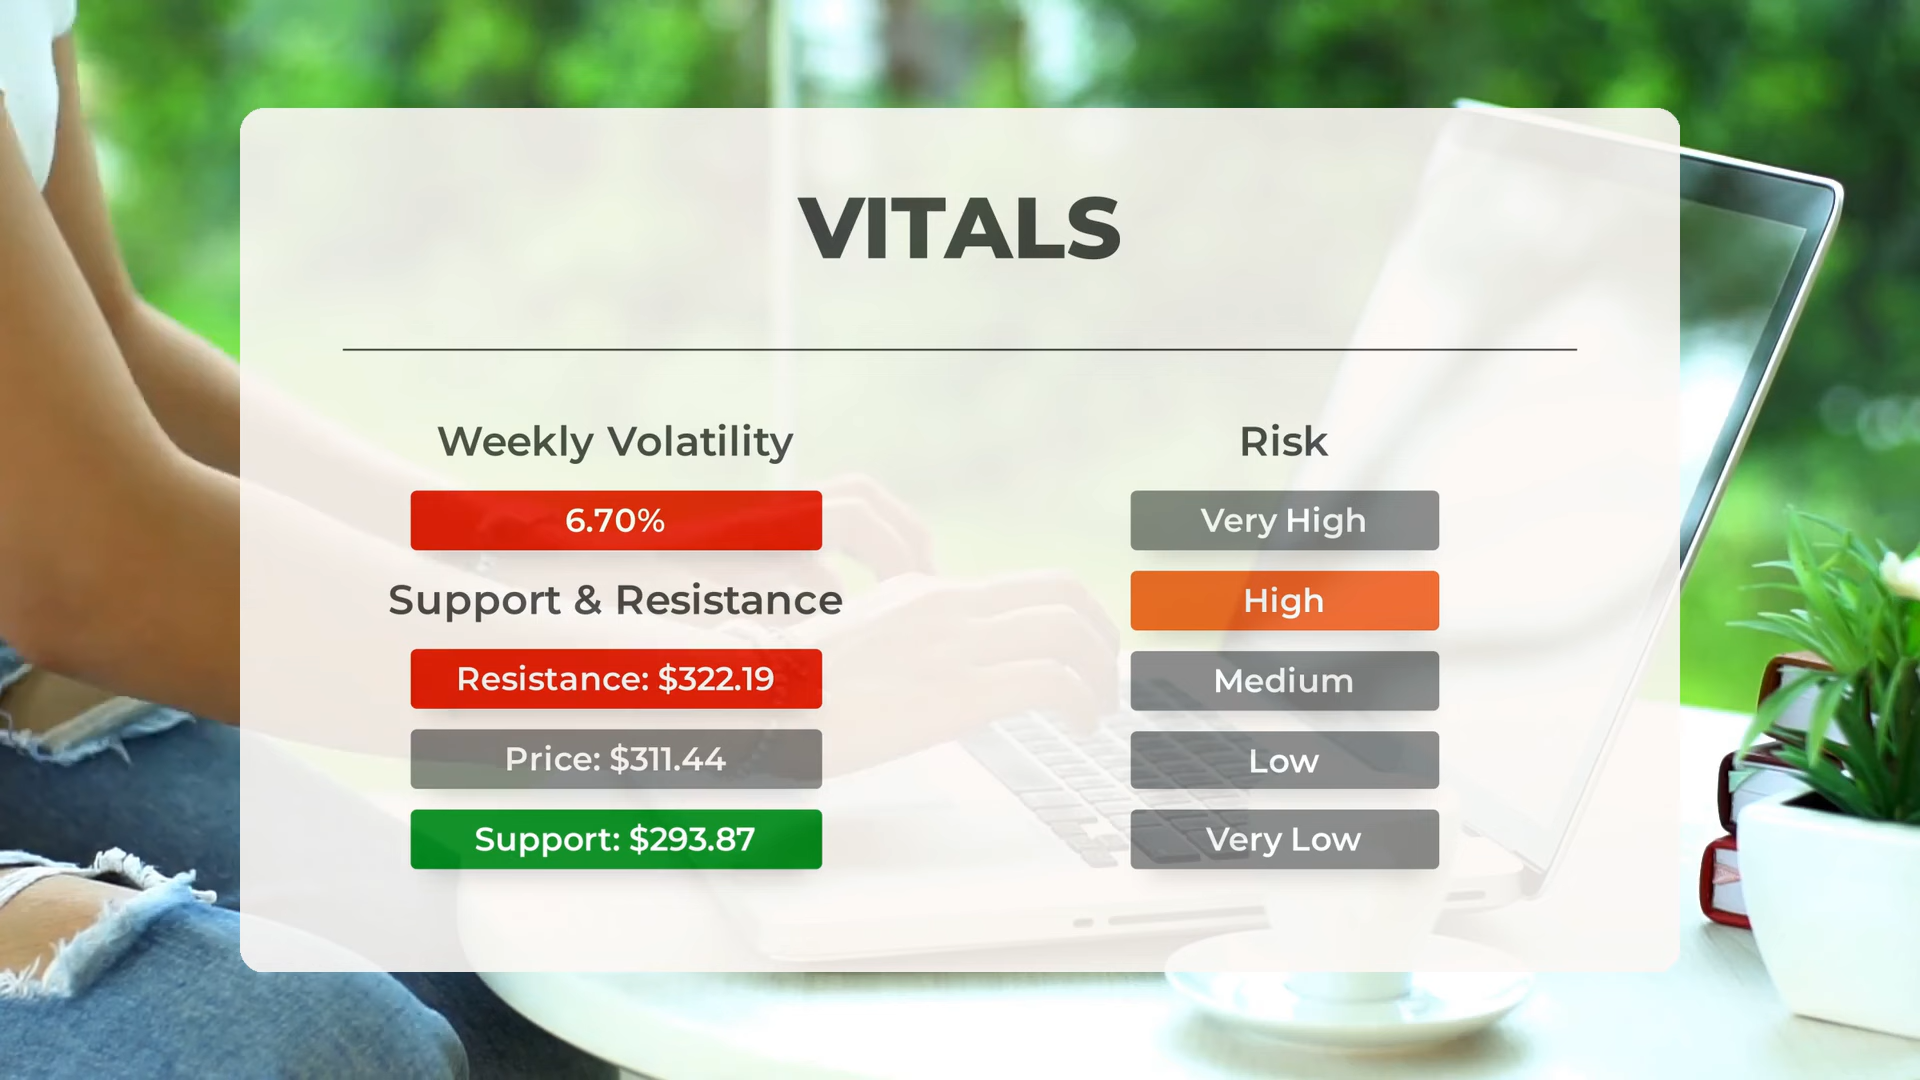 VITALS
Weekly Volatility
6.70%
Support & Resistance
Resistance: $322.19
Price: $311.44
Support: $293.87
Risk
Very High
High
Medium
Low
Very Low